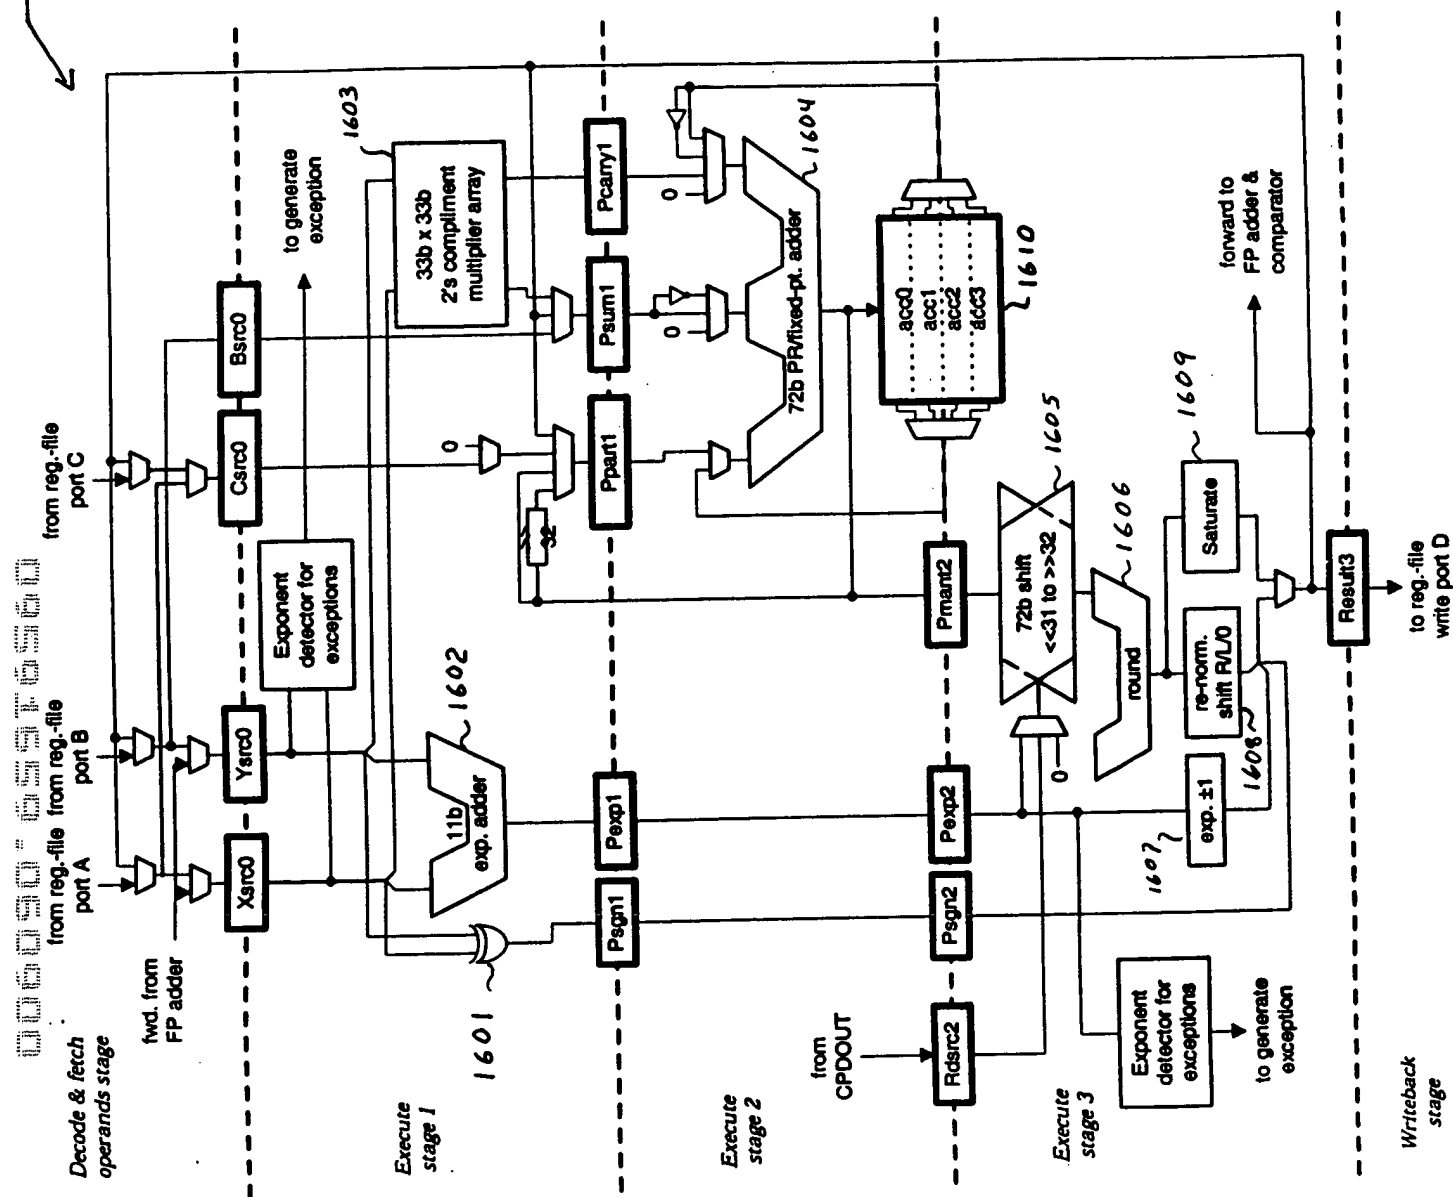 Decode & fetch
operands stage
from reg.-file
port A
from reg.-file
port B
from reg.-file
port C
fwd. from
FP adder
Xsrc0
Ysrc0
Csrc0
Bsrc0
Exponent
detector for
exceptions
to generate
exception
Execute
stage 1
1601
11b
exp. adder
1602
33b x 33b
2's compliment
multiplier array
1603
0
32
Psgn1
Pexp1
Ppart1
Psum1
Pcarry1
Execute
stage 2
0
0
72b PR/fixed-pt. adder
1604
acc0
acc1
acc2
acc3
1610
from
CPDOUT
Rdsrc2
Psgn2
Pexp2
Pmant2
Execute
stage 3
0
72b shift
<<31 to >>32
1605
round
1606
Exponent
detector for
exceptions
to generate
exception
exp. ±1
1607
re-norm.
shift R/L/0
1608
Saturate
1609
forward to
FP adder &
comparator
Result3
Writeback
stage
to reg.-file
write port D